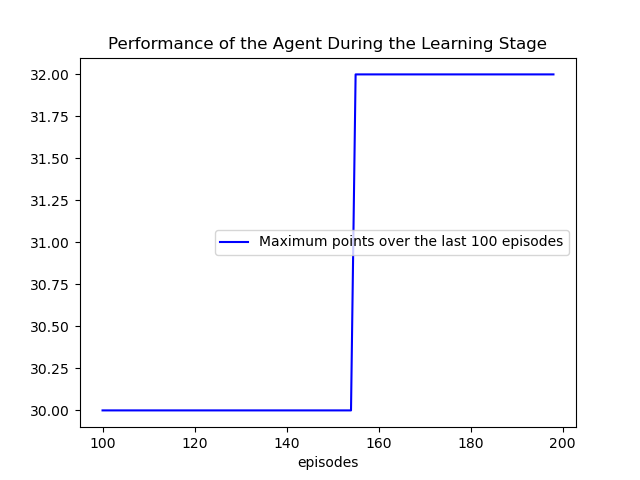 Performance of the Agent During the Learning Stage
32.00
31.75
31.50
31.25
31.00
30.75
30.50
30.25
30.00
Maximum points over the last 100 episodes
100 120 140 160 180 200
episodes